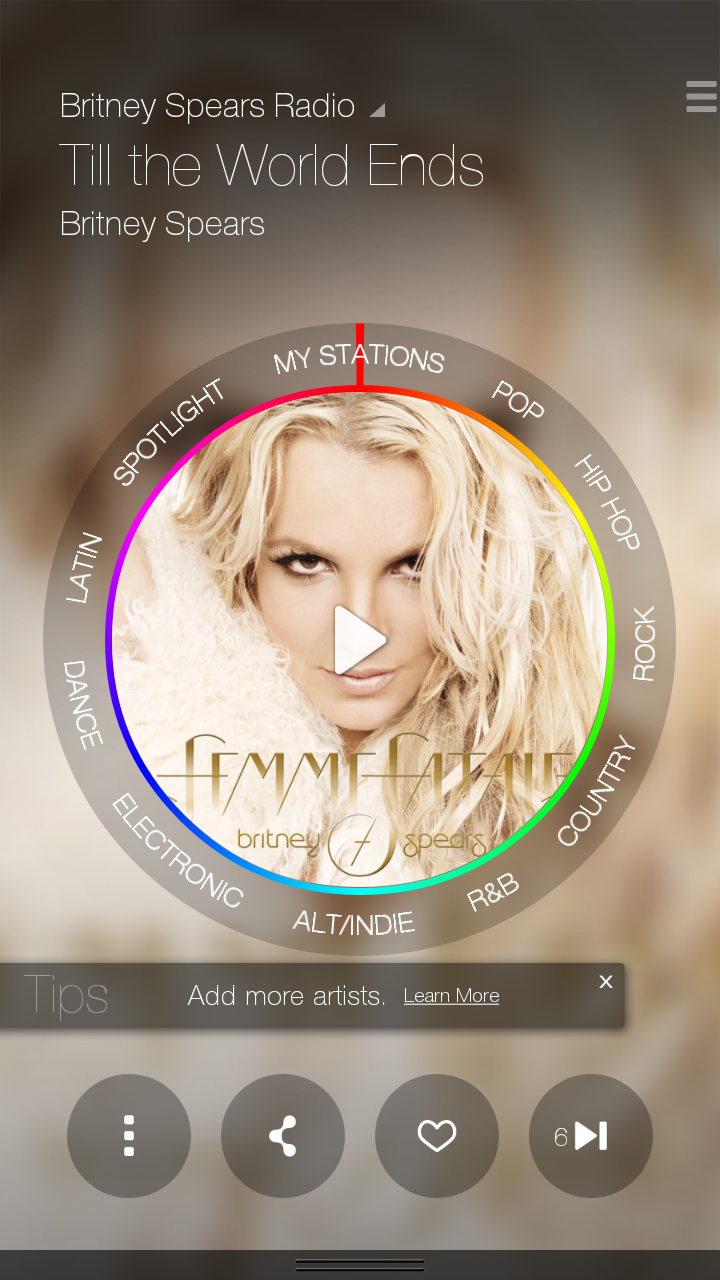 Britney Spears Radio
Till the World Ends
Britney Spears
MY STATIONS
POP
HIP HOP
ROCK
COUNTRY
R&B
ALT/INDIE
ELECTRONIC
DANCE
LATIN
SPOTLIGHT
FEMME FATALE
britney spears
Tips
Add more artists. Learn More
6